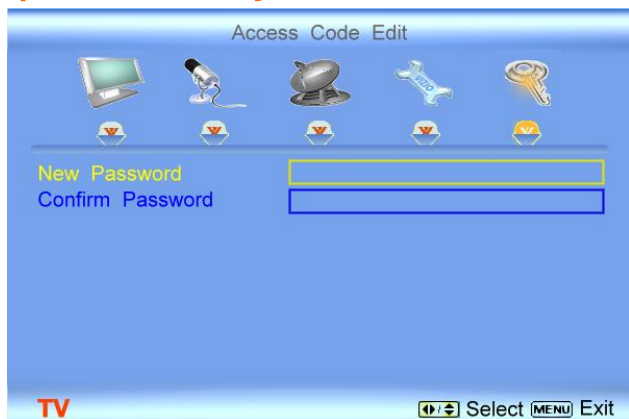 Access Code Edit
VIZIO
New Password
Confirm Password
TV
Select MENU Exit